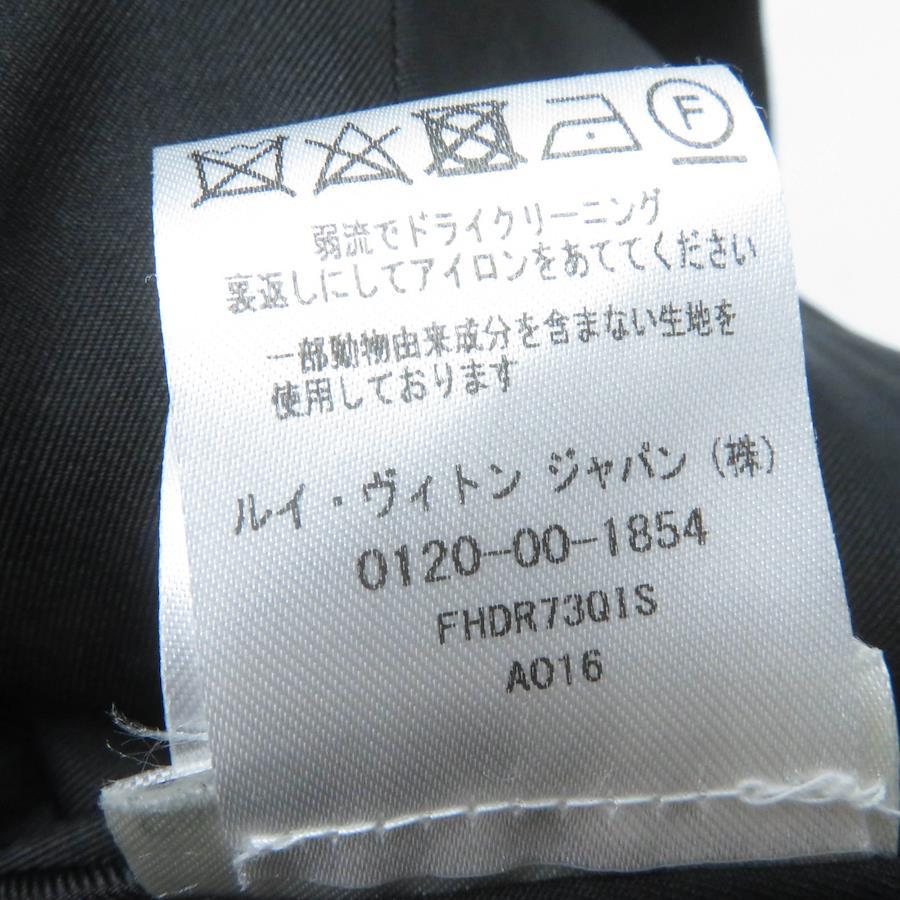 F
弱流でドライクリーニング
裏返しにしてアイロンをあててください
一部動物由来成分を含まない生地を
使用しております
ルイ・ヴィトン ジャパン (株)
0120-00-1854
FHDR73QIS
A016